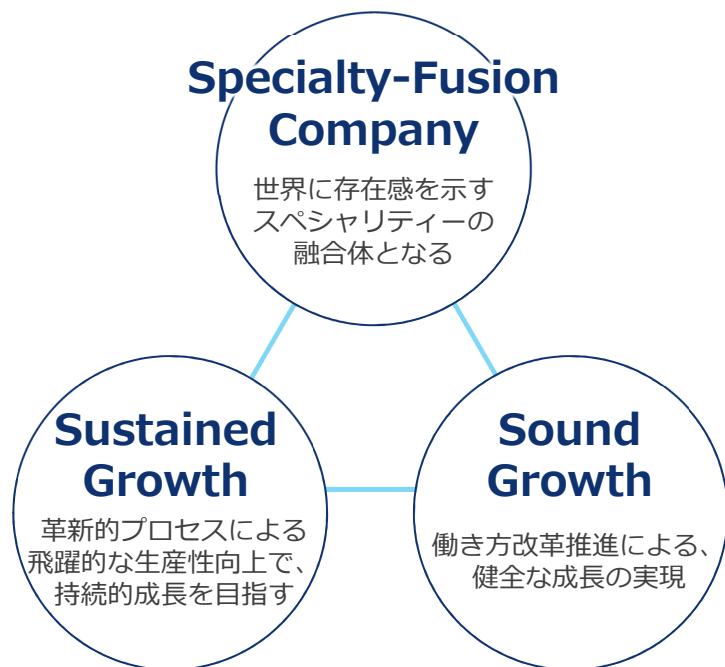 Specialty-Fusion
Company
世界に存在感を示す
スペシャリティーの
融合体となる
Sustained
Growth
革新的プロセスによる
飛躍的な生産性向上で、
持続的成長を目指す
Sound
Growth
働き方改革推進による、
健全な成長の実現